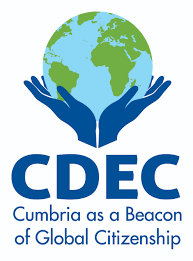 CDEC
Cumbria as a Beacon
of Global Citizenship